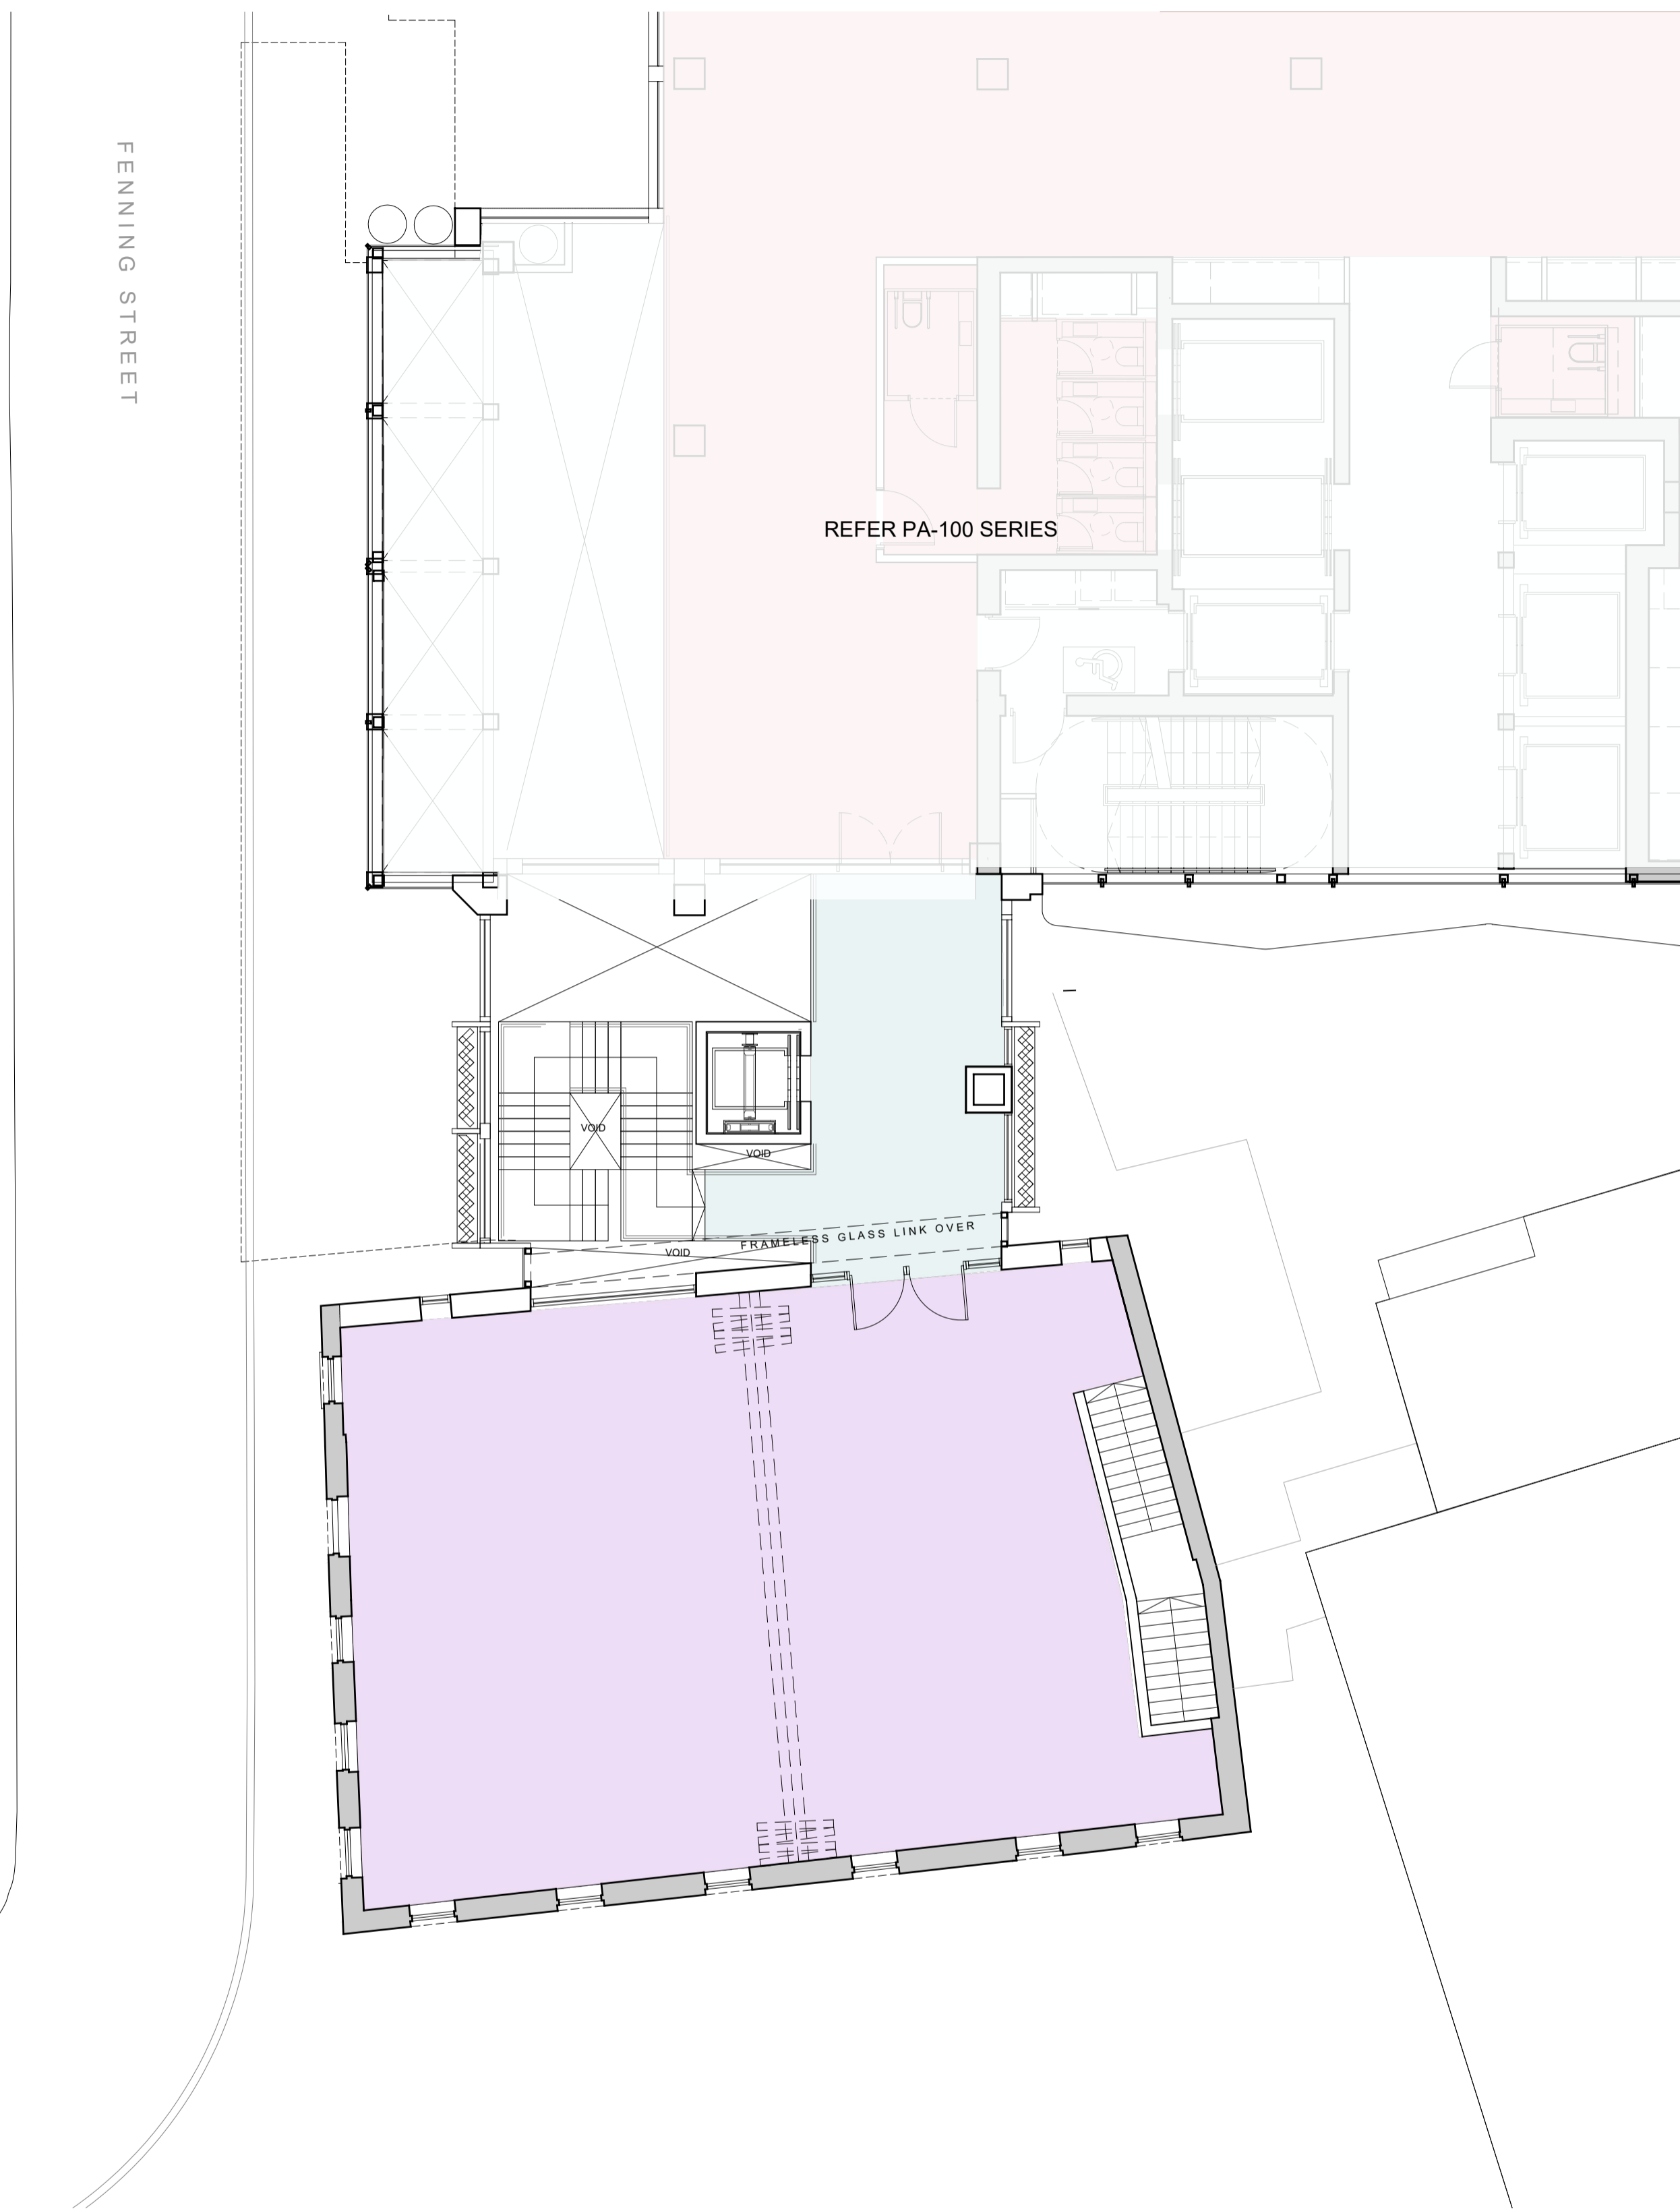 FENNING STREET
REFER PA-100 SERIES
VOID
VOID
FRAMELESS GLASS LINK OVER
VOID